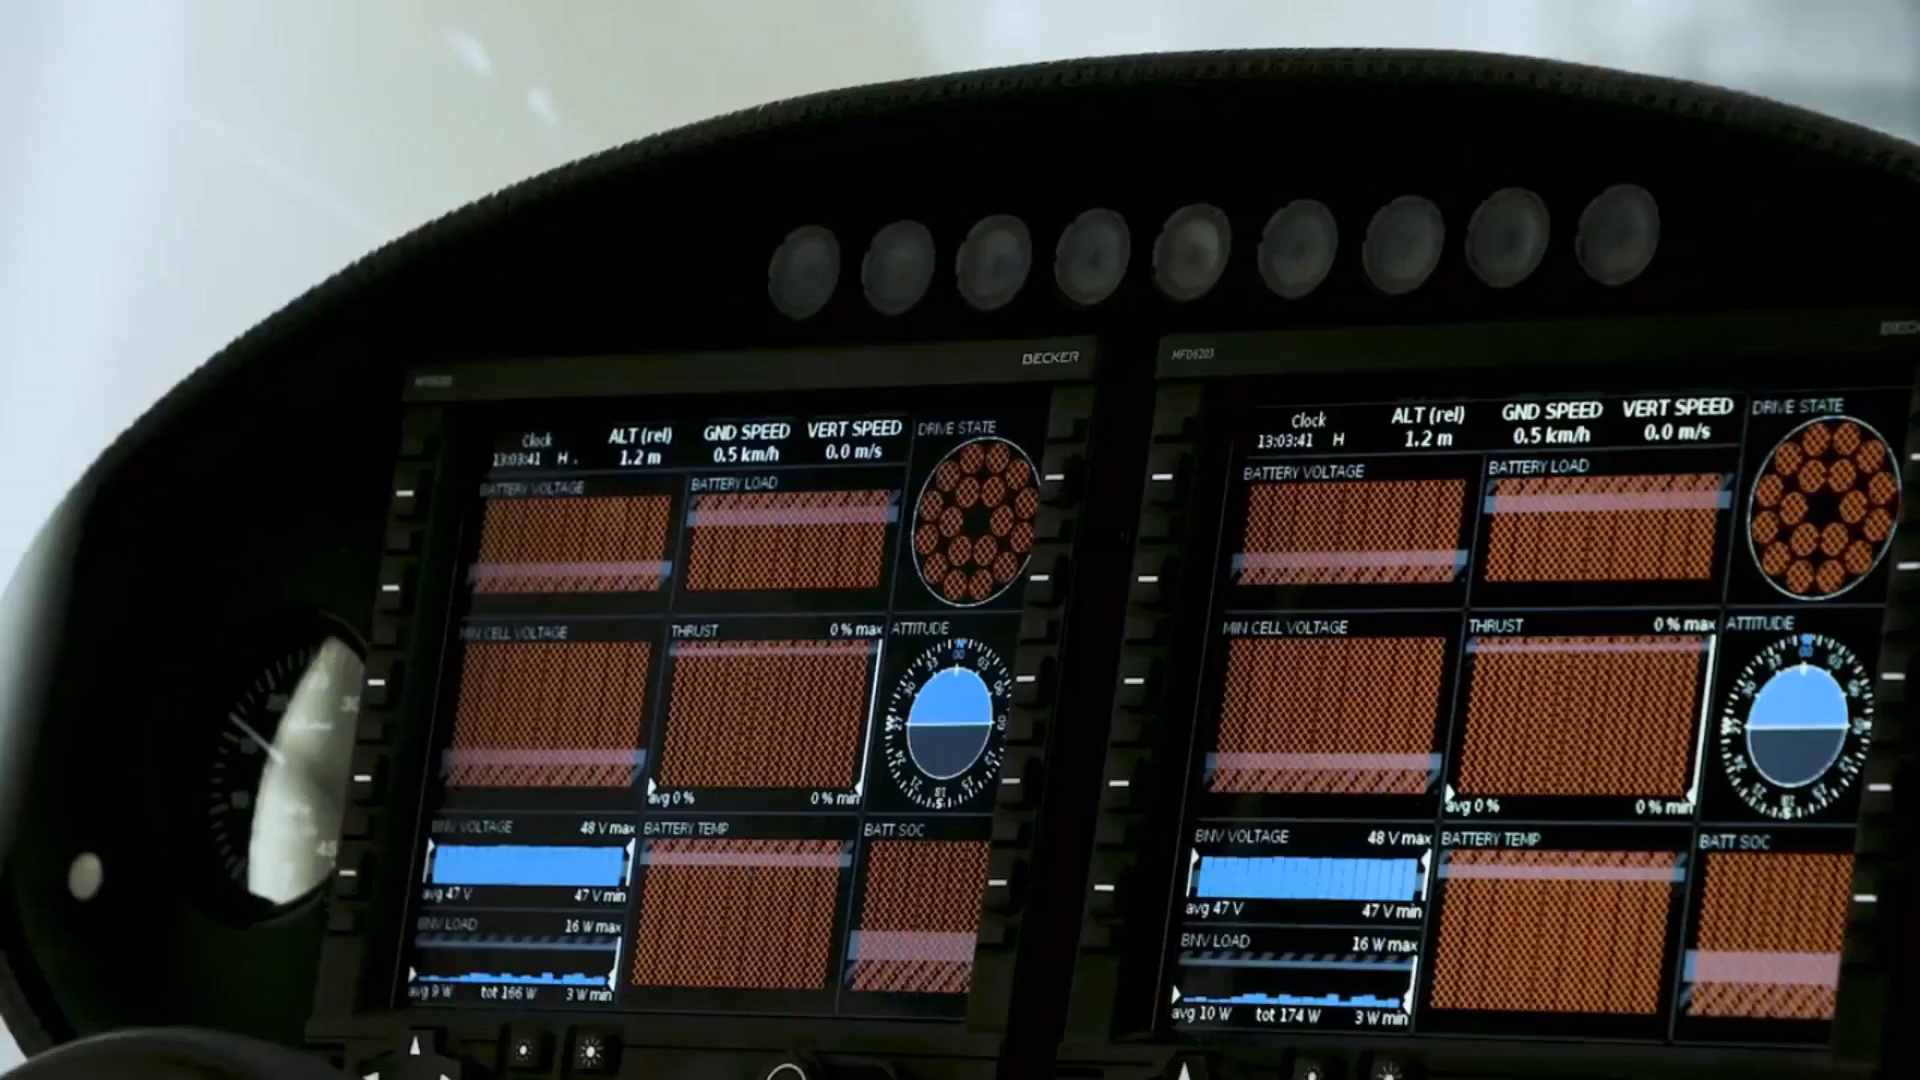 BECKER
Clock
13:03:41 H
ALT (rel)
1.2 m
GND SPEED
0.5 km/h
VERT SPEED
0.0 m/s
DRIVE STATE
BATTERY VOLTAGE
BATTERY LOAD
MIN CELL VOLTAGE
THRUST
0 % max
avg 0 %
0 % min
ATTITUDE
BNV VOLTAGE
48 V max
avg 47 V
47 V min
BATTERY TEMP
BATT SOC
BNV LOAD
16 W max
avg 9 W
tot 166 W
3 W min
MFD6203
Clock
13:03:41 H
ALT (rel)
1.2 m
GND SPEED
0.5 km/h
VERT SPEED
0.0 m/s
DRIVE STATE
BATTERY VOLTAGE
BATTERY LOAD
MIN CELL VOLTAGE
THRUST
0 % max
avg 0 %
0 % min
ATTITUDE
BNV VOLTAGE
48 V max
avg 47 V
47 V min
BATTERY TEMP
BATT SOC
BNV LOAD
16 W max
avg 10 W
tot 174 W
3 W min